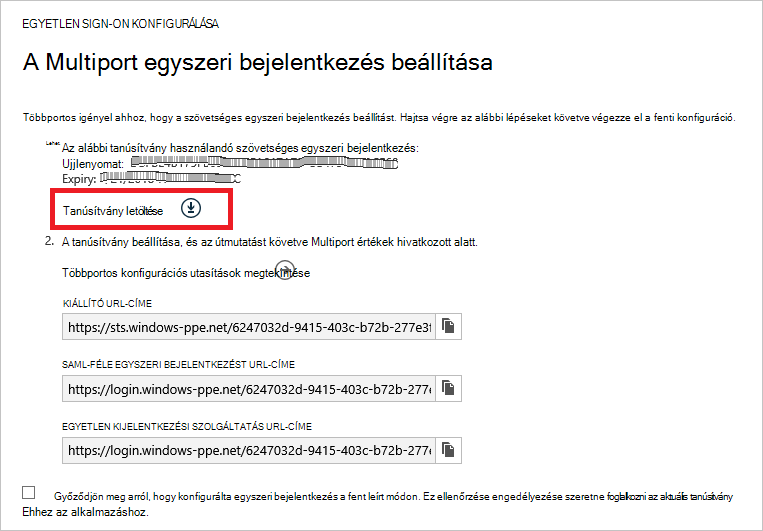 EGYETLEN SIGN-ON KONFIGURÁLÁSA
A Multiport egyszeri bejelentkezés beállítása
Többportos igényel ahhoz, hogy a szövetséges egyszeri bejelentkezés beállítást. Hajtsa végre az alábbi lépéseket követve végezze el a fenti konfiguráció.
Lehet Az alábbi tanúsítvány használandó szövetséges egyszeri bejelentkezés:
Ujjlenyomat:
Expiry:
Tanúsítvány letöltése
2. A tanúsítvány beállítása, és az útmutatást követve Multiport értékek hivatkozott alatt.
Többportos konfigurációs utasítások megtekintése
KIÁLLÍTÓ URL-CÍME
https://sts.windows-ppe.net/6247032d-9415-403c-b72b-277e3f
SAML-FÉLE EGYSZERI BEJELENTKEZÉST URL-CÍME
https://login.windows-ppe.net/6247032d-9415-403c-b72b-277e
EGYETLEN KIJELENTKEZÉSI SZOLGÁLTATÁS URL-CÍME
https://login.windows-ppe.net/6247032d-9415-403c-b72b-277e
Győződjön meg arról, hogy konfigurálta egyszeri bejelentkezés a fent leírt módon. Ez ellenőrzése engedélyezése szeretne foglalkozni az aktuális tanúsítvány
Ehhez az alkalmazáshoz.